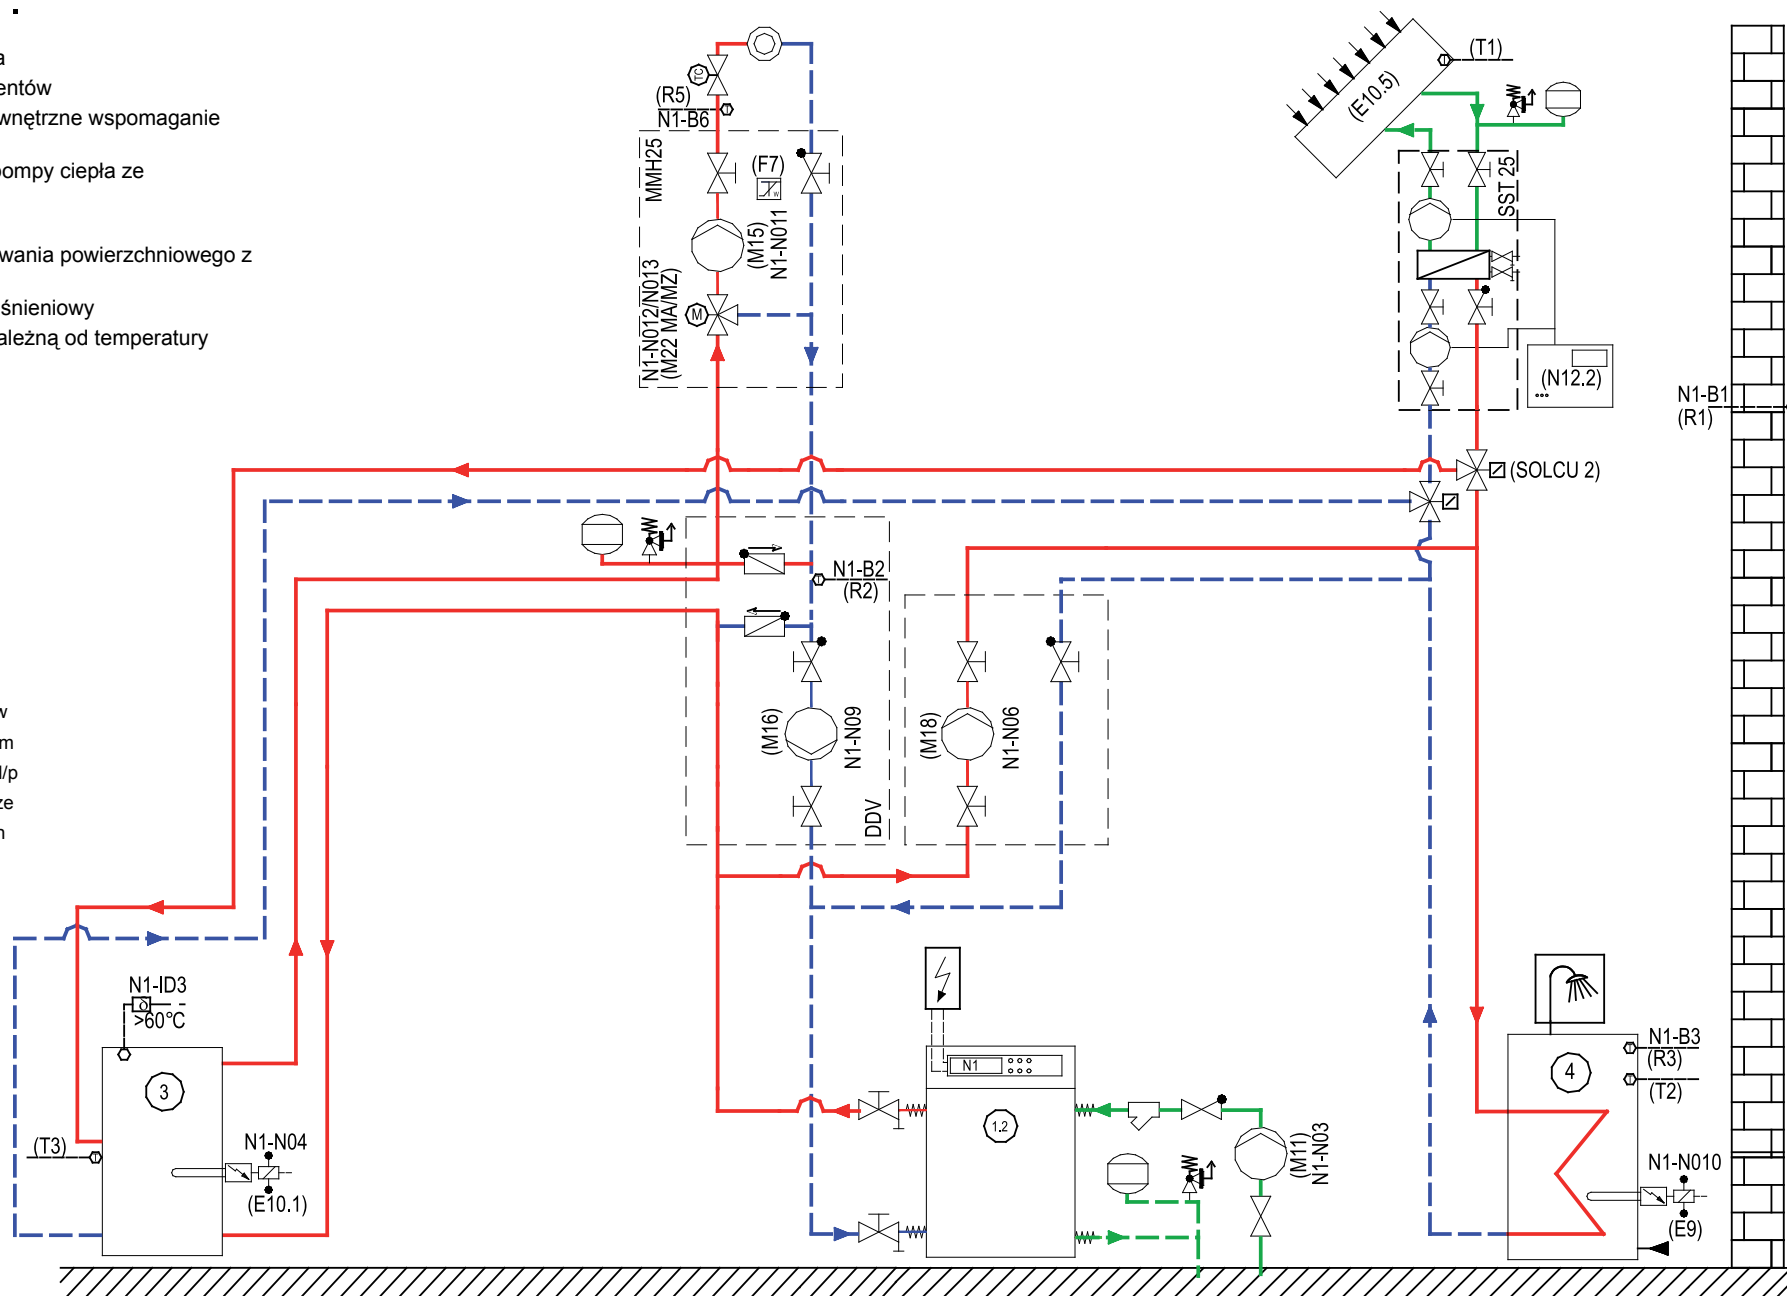 a
entów
wnętrzne wspomaganie
pompy ciepła ze
wania powierzchniowego z
śnieniowy
ależną od temperatury
w
m
l/p
ze
n
TC
(R5)
N1-B6
MMH25
(F7)
W
(M15)
N1-N011
N1-N012/N013
(M22 MA/MZ)
M
(T1)
(E10.5)
SST 25
(N12.2)
N1-B1
(R1)
(SOLCU 2)
N1-B2
(R2)
(M16)
N1-N09
DDV
(M18)
N1-N06
N1-ID3
>60°C
3
(T3)
N1-N04
(E10.1)
N1
1.2
(M11)
N1-N03
4
N1-B3
(R3)
(T2)
N1-N010
(E9)